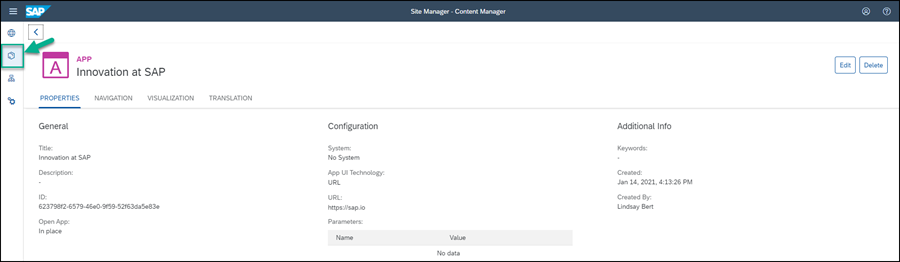 SAP
Site Manager - Content Manager
APP
A
Innovation at SAP
Edit
Delete
PROPERTIES
NAVIGATION
VISUALIZATION
TRANSLATION
General
Title:
Innovation at SAP
Description:
-
ID:
623798f2-6579-46e0-9f59-52f63da5e83e
Open App:
In place
Configuration
System:
No System
App UI Technology:
URL
URL:
https://sap.io
Parameters:
Name Value
No data
Additional Info
Keywords:
-
Created:
Jan 14, 2021, 4:13:26 PM
Created By:
Lindsay Bert